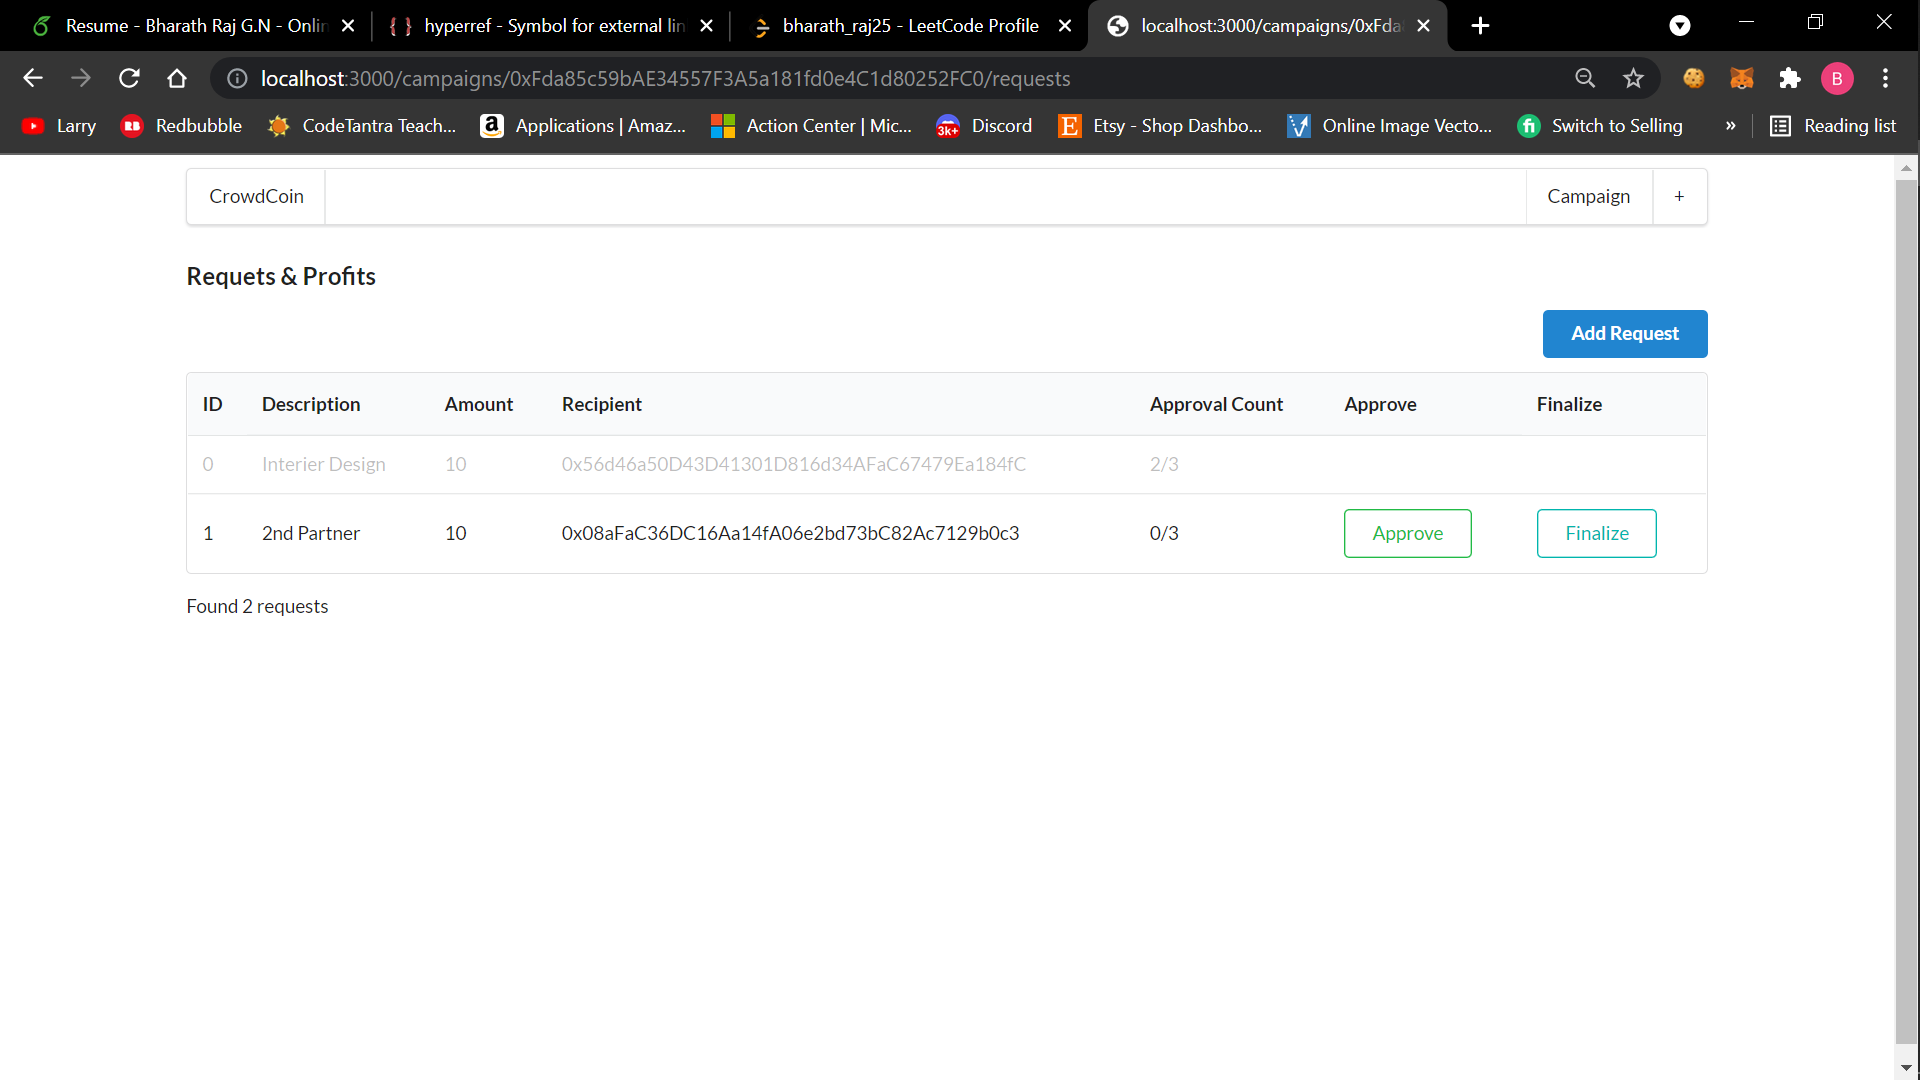 Resume - Bharath Raj G.N - Onlin
hyperref - Symbol for external lin
bharath_raj25 - LeetCode Profile
localhost:3000/campaigns/0xFda
localhost:3000/campaigns/0xFda85c59bAE34557F3A5a181fd0e4C1d80252FC0/requests
B
Larry
Redbubble
CodeTantra Teach...
Applications | Amaz...
Action Center | Mic...
3k+
Discord
Etsy - Shop Dashbo...
Online Image Vecto...
Switch to Selling
»
Reading list
CrowdCoin
Campaign
+
Requets & Profits
Add Request
ID Description Amount Recipient Approval Count Approve Finalize
0 Interier Design 10 0x56d46a50D43D41301D816d34AFaC67479Ea184fC 2/3
1 2nd Partner 10 0x08aFaC36DC16Aa14fA06e2bd73bC82Ac7129b0c3 0/3 Approve Finalize
Found 2 requests